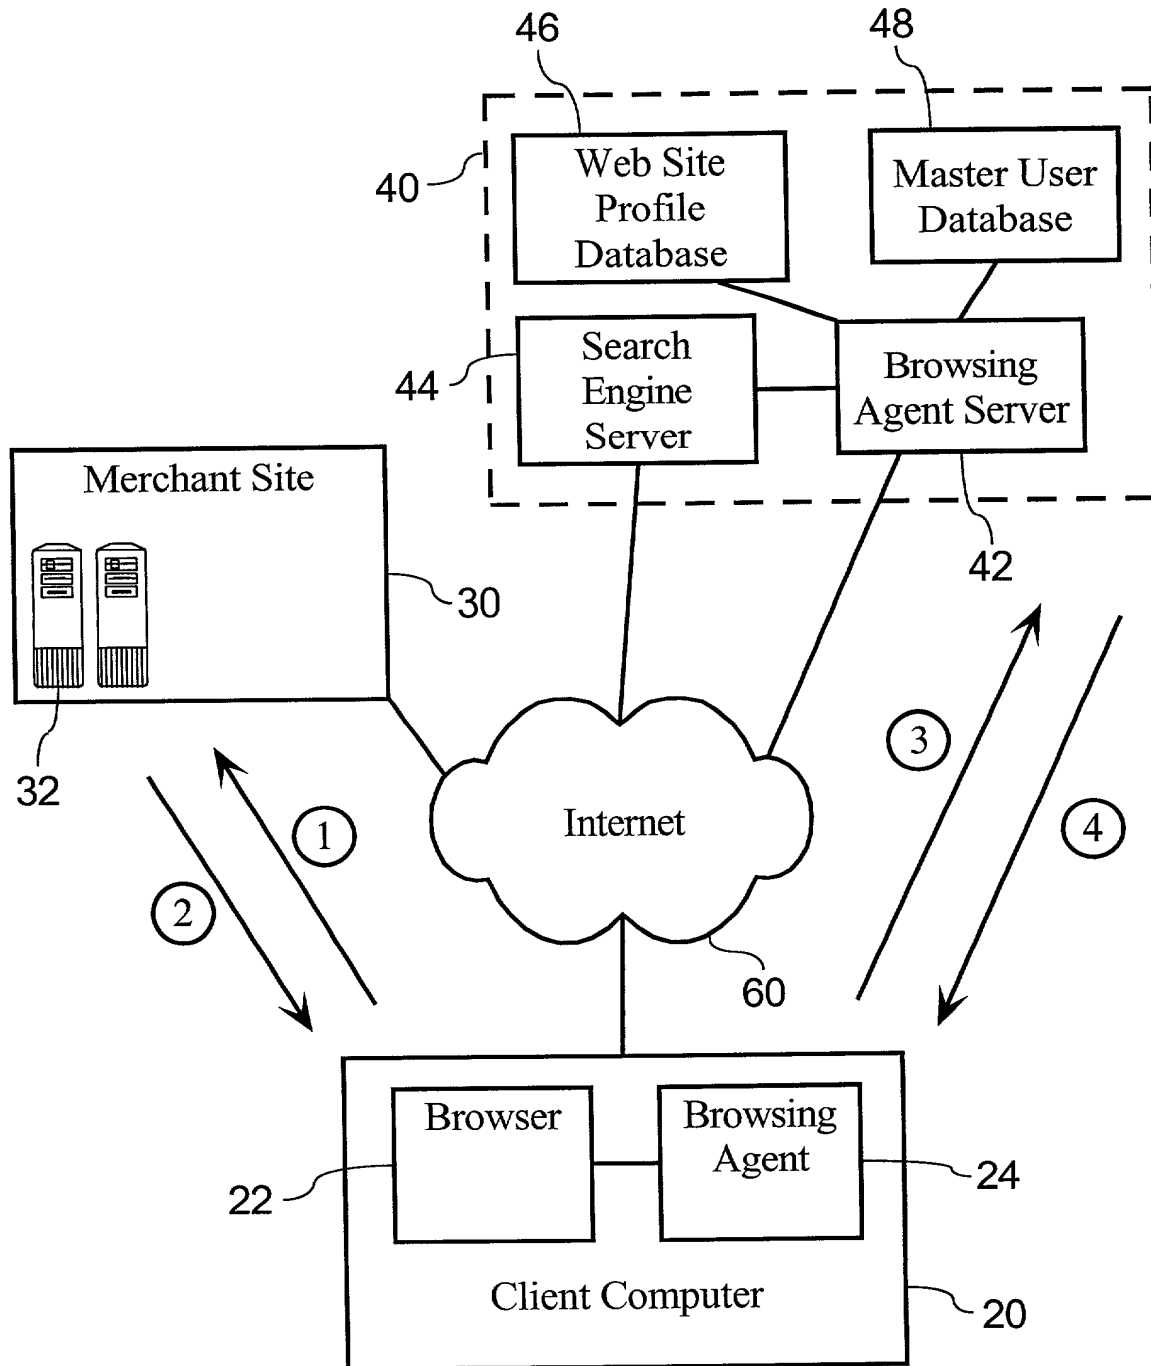 46
48
40
Web Site
Profile
Database
Master User
Database
44
Search
Engine
Server
Browsing
Agent Server
42
Merchant Site
30
32
1
2
3
4
Internet
60
Browser
Browsing
Agent
22
24
Client Computer
20